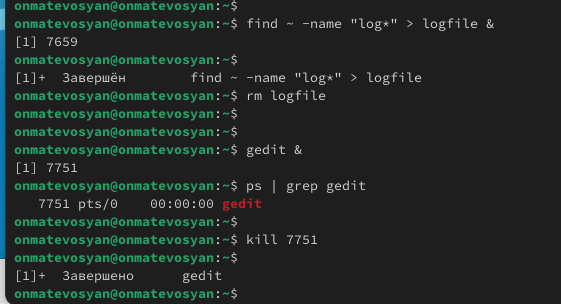 onmatevosyan@onmatevosyan:~$
onmatevosyan@onmatevosyan:~$ find ~ -name "log*" > logfile &
[1] 7659
onmatevosyan@onmatevosyan:~$
[1]+  Завершён        find ~ -name "log*" > logfile
onmatevosyan@onmatevosyan:~$ rm logfile
onmatevosyan@onmatevosyan:~$
onmatevosyan@onmatevosyan:~$
onmatevosyan@onmatevosyan:~$ gedit &
[1] 7751
onmatevosyan@onmatevosyan:~$ ps | grep gedit
   7751 pts/0    00:00:00 gedit
onmatevosyan@onmatevosyan:~$
onmatevosyan@onmatevosyan:~$ kill 7751
onmatevosyan@onmatevosyan:~$
[1]+  Завершено      gedit
onmatevosyan@onmatevosyan:~$